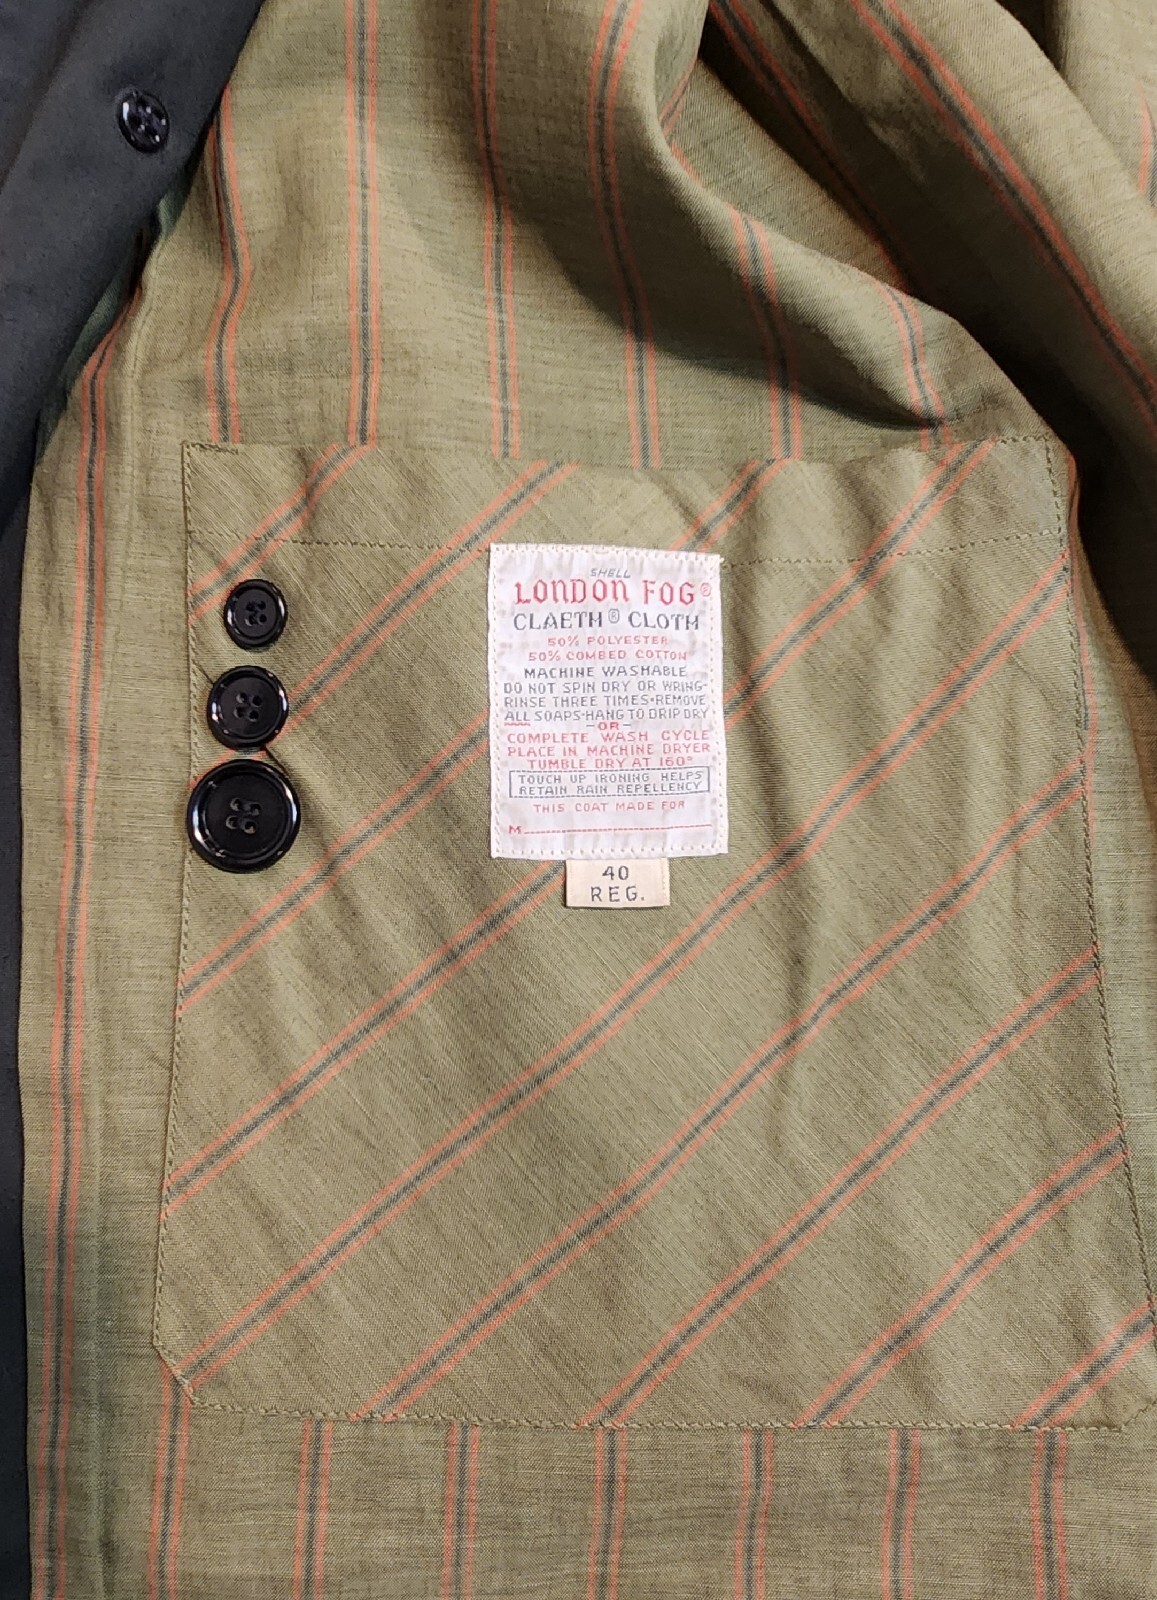 SHELL
LONDON FOG®
CLAETH® CLOTH
50% POLYESTER
50% COMBED COTTON
MACHINE WASHABLE
DO NOT SPIN DRY OR WRING-
RINSE THREE TIMES•REMOVE
ALL SOAPS-HANG TO DRIP DRY
-OR-
COMPLETE WASH CYCLE
PLACE IN MACHINE DRYER
TUMBLE DRY AT 160°
TOUCH UP IRONING HELPS
RETAIN RAIN REPELLENCY
THIS COAT MADE FOR
M
40
REG.